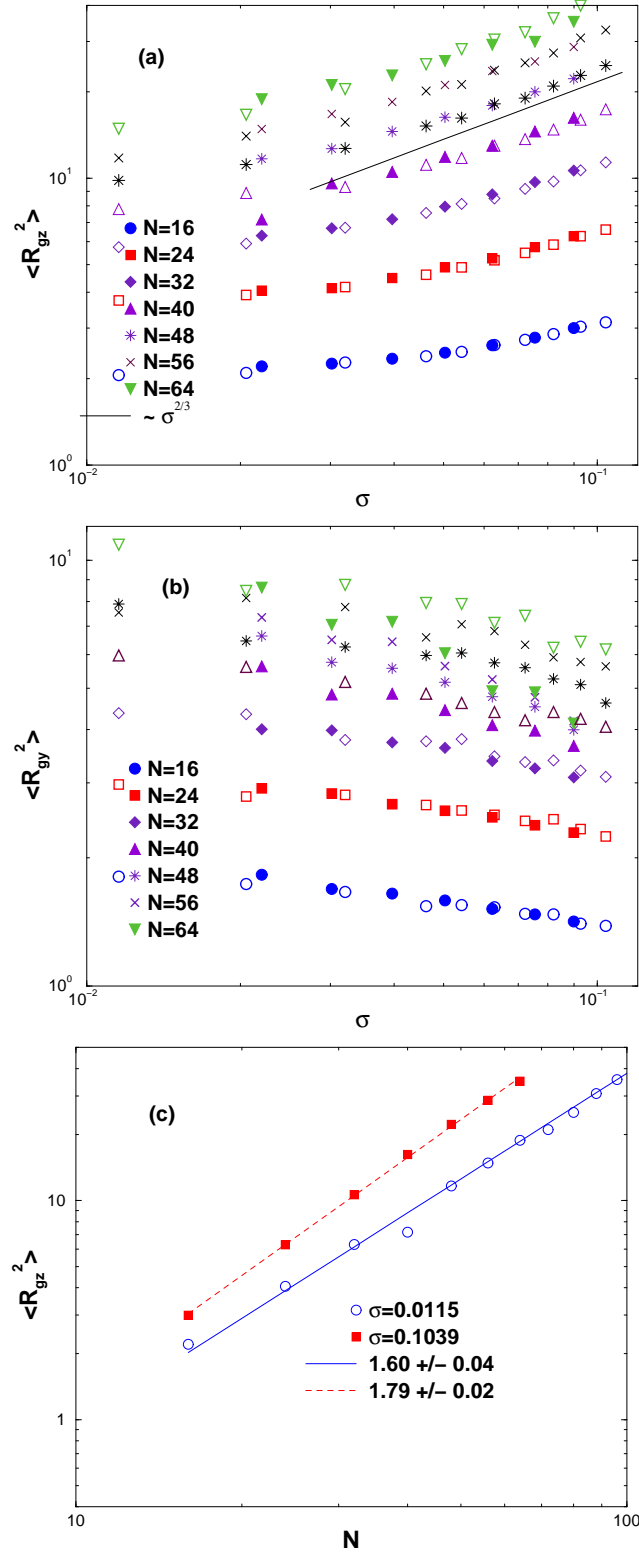 (a)
<R_gz^2>
10^1
10^0
N=16
N=24
N=32
N=40
N=48
N=56
N=64
~ σ^2/3
10^-2
10^-1
σ
(b)
<R_gy^2>
10^1
10^0
N=16
N=24
N=32
N=40
N=48
N=56
N=64
10^-2
10^-1
σ
(c)
<R_gz^2>
10
1
σ=0.0115
σ=0.1039
1.60 +/- 0.04
1.79 +/- 0.02
10
100
N